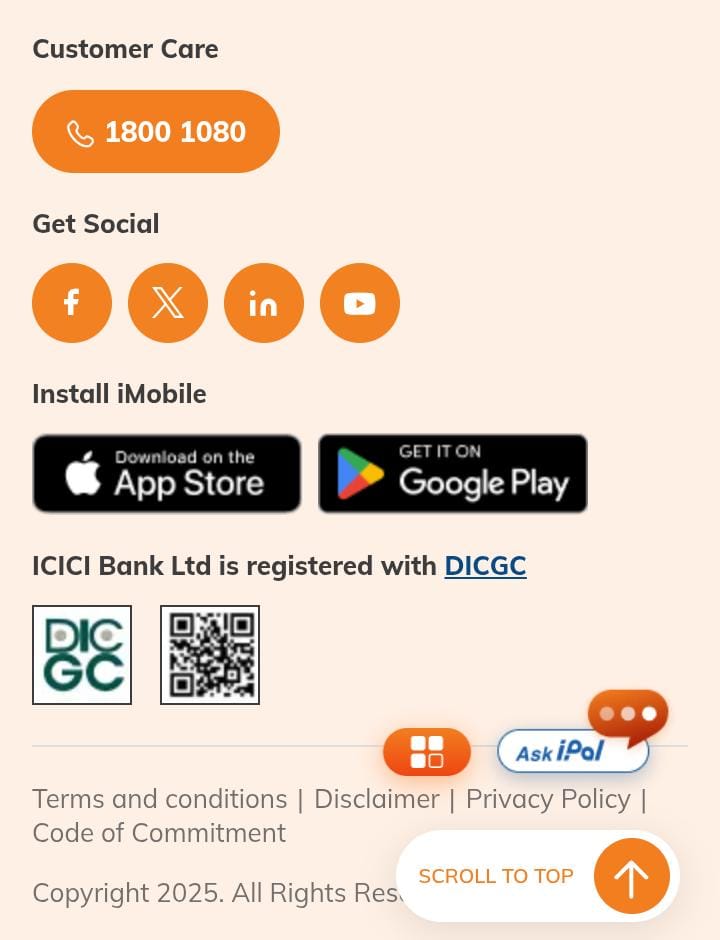 Customer Care
1800 1080
Get Social
Install iMobile
Download on the
App Store
GET IT ON
Google Play
ICICI Bank Ltd is registered with DICGC
DIC
GC
Ask iPal
Terms and conditions | Disclaimer | Privacy Policy |
Code of Commitment
SCROLL TO TOP
Copyright 2025. All Rights